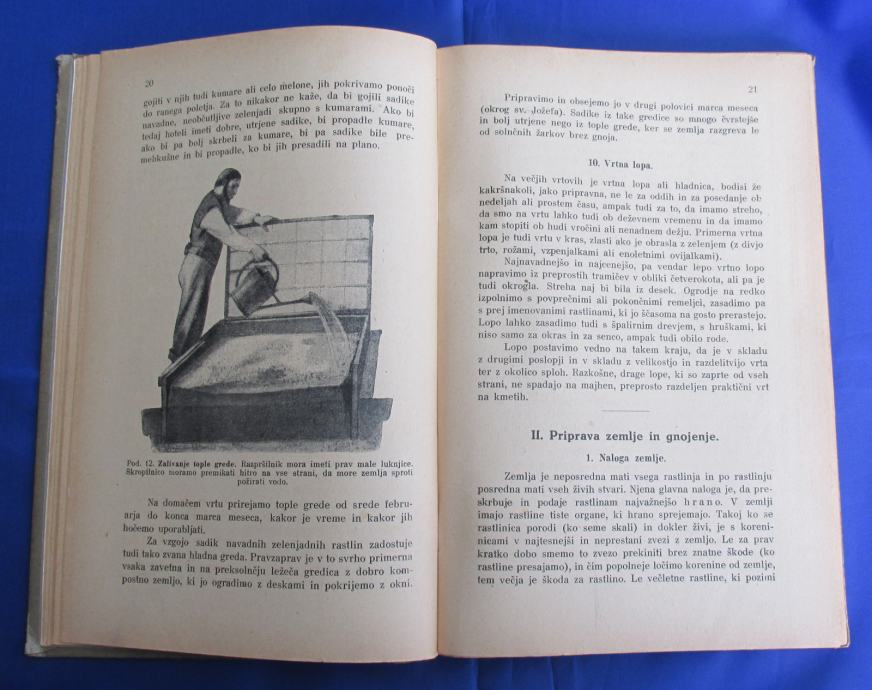 20
gojiti v njih tudi kumare ali celo melone, jih pokrivamo ponoči
do ranega poletja. Za to nikakor ne kaže, da bi gojili sadike
navadne, neobčutljive zelenjadi skupno s kumarami. Ako bi
tedaj hoteli imeti dobre, utrjene sadike, bi propadle kumare,
ako bi pa bolj skrbeli za kumare, bi pa sadike bile pre-
mehkužne in bi propadle, ko bi jih presadili na plano.
Pod. 12. Zalivanje tople grede. Razpršilnik mora imeti prav male luknjice.
Škropilnico moramo premikati hitro na vse strani, da more zemlja sproti
požirati vodo.
Na domačem vrtu prirejamo tople grede od srede febru-
arja do konca marca meseca, kakor je vreme in kakor jih
hočemo uporabljati.
Za vzgojo sadik navadnih zelenjadnih rastlin zadostuje
tudi tako zvana hladna greda. Pravzaprav je v to svrho primerna
vsaka zavetna in na preksolnčju ležeča gredica z dobro kom-
postno zemljo, ki jo ogradimo z deskami in pokrijemo z okni.
21
Pripravimo in obsejemo jo v drugi polovici marca meseca
(okrog sv. Jožefa). Sadike iz take gredice so mnogo čvrstejše
in bolj utrjene nego iz tople grede, ker se zemlja razgreva le
od solnčnih žarkov brez gnoja.
10. Vrtna lopa.
Na večjih vrtovih je vrtna lopa ali hladnica, bodisi že
kakršnakoli, jako pripravna, ne le za oddih in za posedanje ob
nedeljah ali prostem času, ampak tudi za to, da imamo streho,
da smo na vrtu lahko tudi ob deževnem vremenu in da imamo
kam stopiti ob hudi vročini ali nenadnem dežju. Primerna vrtna
lopa je tudi vrtu v kras, zlasti ako je obrasla z zelenjem (z divjo
trto, rožami, vzpenjalkami ali enoletnimi ovijalkami).
Najnavadnejšo in najcenejšo, pa vendar lepo vrtno lopo
napravimo iz preprostih tramičev v obliki četverokota, ali pa je
tudi okrogla. Streha naj bi bila iz desek. Ogrodje na redko
izpolnimo s povprečnimi ali pokončnimi remeljci, zasadimo pa
s prej imenovanimi rastlinami, ki jo ščasoma na gosto prerastejo.
Lopo lahko zasadimo tudi s špalirnim drevjem, s hruškami, ki
niso samo za okras in za senco, ampak tudi obilo rode.
Lopo postavimo vedno na takem kraju, da je v skladu
z drugimi poslopji in v skladu z velikostjo in razdelitvijo vrta
ter z okolico sploh. Razkošne, drage lope, ki so zaprte od vseh
strani, ne spadajo na majhen, preprosto razdeljen praktični vrt
na kmetih.
II. Priprava zemlje in gnojenje.
1. Naloga zemlje.
Zemlja je neposredna mati vsega rastlinja in po rastlinju
posredna mati vseh živih stvari. Njena glavna naloga je, da pre-
skrbuje in podaje rastlinam najvažnejšo hrano. V zemlji
imajo rastline tiste organe, ki hrano sprejemajo. Takoj ko se
rastlinica porodi (ko seme skali) in dokler živi, je s koreni-
nicami v najtesnejši in neprestani zvezi z zemljo. Le za prav
kratko dobo smemo to zvezo prekiniti brez znatne škode (ko
rastline presajamo), in čim popolneje ločimo korenine od zemlje,
tem večja je škoda za rastlino. Le večletne rastline, ki pozimi